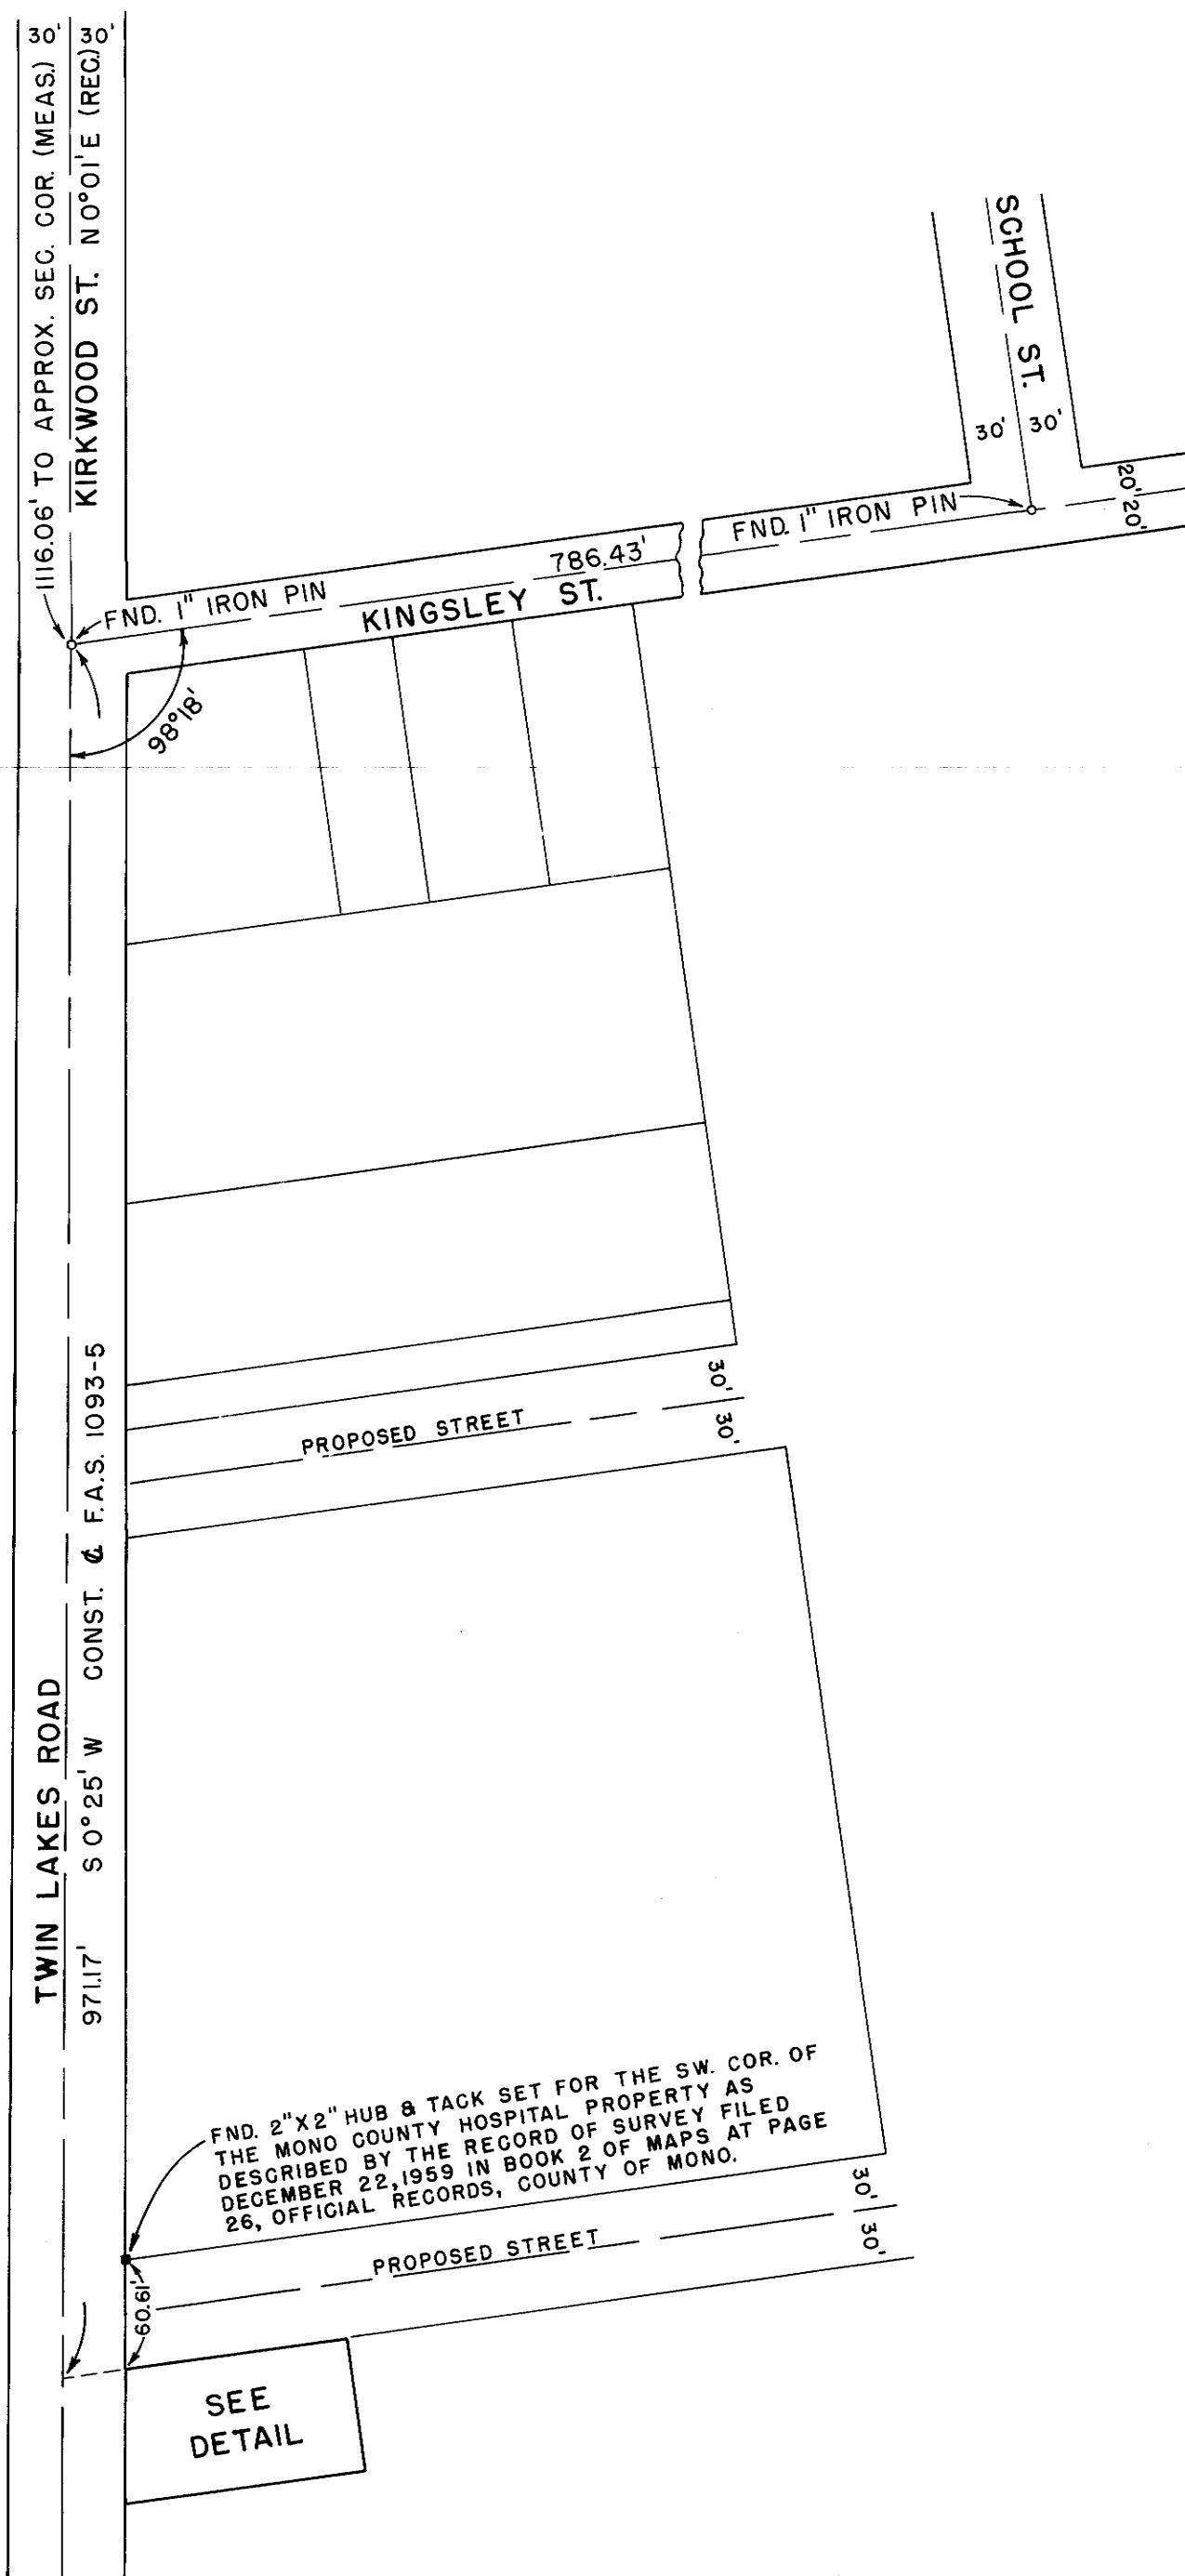 30'
30'
1116.06' TO APPROX. SEC. COR. (MEAS.)
KIRKWOOD ST. N 0°01' E (REC.)
SCHOOL ST.
30'
30'
20'
20'
FND. 1" IRON PIN
786.43'
FND. 1" IRON PIN
KINGSLEY ST.
98°18'
30'
PROPOSED STREET
30'
TWIN LAKES ROAD
971.17' S 0°25' W CONST. ℄ F.A.S. 1093-5
FND. 2"X2" HUB & TACK SET FOR THE SW. COR. OF
THE MONO COUNTY HOSPITAL PROPERTY AS
DESCRIBED BY THE RECORD OF SURVEY FILED
DECEMBER 22, 1959 IN BOOK 2 OF MAPS AT PAGE
26, OFFICIAL RECORDS, COUNTY OF MONO.
30'
PROPOSED STREET
30'
60.61'
SEE
DETAIL